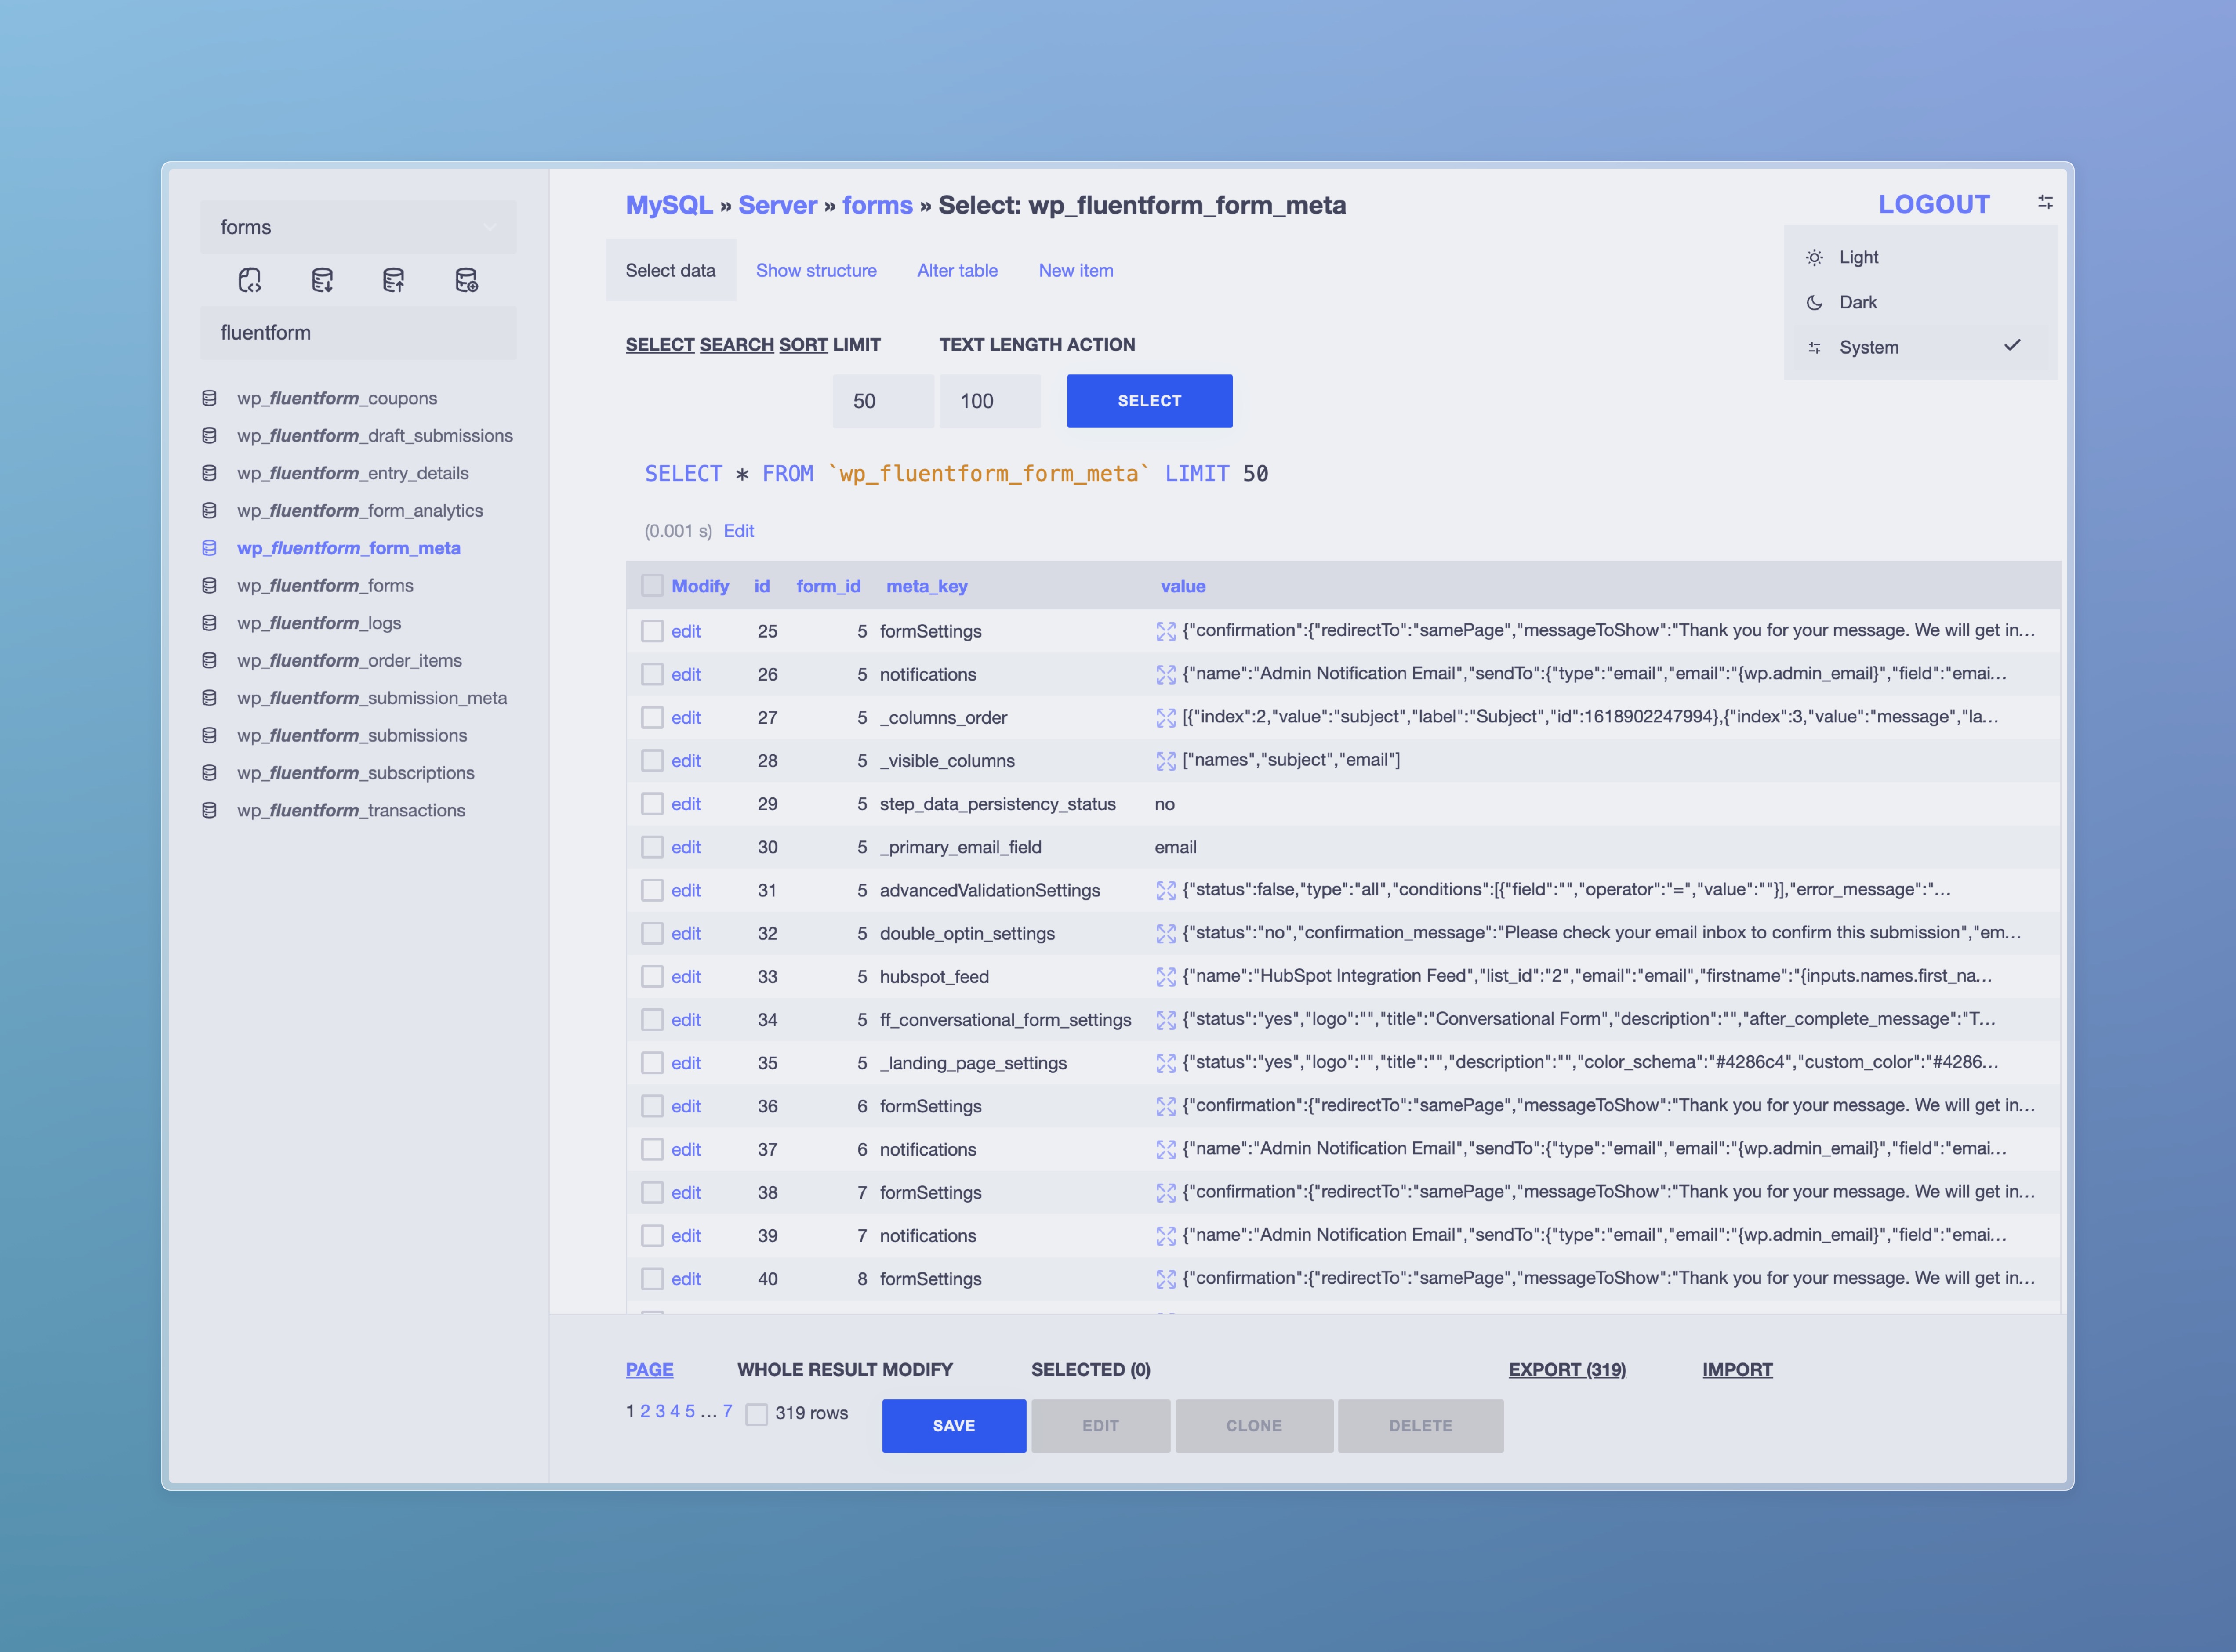 forms
fluentform
wp_fluentform_coupons
wp_fluentform_draft_submissions
wp_fluentform_entry_details
wp_fluentform_form_analytics
wp_fluentform_form_meta
wp_fluentform_forms
wp_fluentform_logs
wp_fluentform_order_items
wp_fluentform_submission_meta
wp_fluentform_submissions
wp_fluentform_subscriptions
wp_fluentform_transactions
MySQL » Server » forms » Select: wp_fluentform_form_meta
LOGOUT
Light
Dark
System
Select data Show structure Alter table New item
SELECT SEARCH SORT LIMIT TEXT LENGTH ACTION
50 100 SELECT
SELECT * FROM `wp_fluentform_form_meta` LIMIT 50
(0.001 s) Edit
Modify id form_id meta_key value
edit 25 5 formSettings {"confirmation":{"redirectTo":"samePage","messageToShow":"Thank you for your message. We will get in...
edit 26 5 notifications {"name":"Admin Notification Email","sendTo":{"type":"email","email":"{wp.admin_email}","field":"emai...
edit 27 5 _columns_order [{"index":2,"value":"subject","label":"Subject","id":1618902247994},{"index":3,"value":"message","la...
edit 28 5 _visible_columns ["names","subject","email"]
edit 29 5 step_data_persistency_status no
edit 30 5 _primary_email_field email
edit 31 5 advancedValidationSettings {"status":false,"type":"all","conditions":[{"field":"","operator":"=","value":""}],"error_message":"...
edit 32 5 double_optin_settings {"status":"no","confirmation_message":"Please check your email inbox to confirm this submission","em...
edit 33 5 hubspot_feed {"name":"HubSpot Integration Feed","list_id":"2","email":"email","firstname":"{inputs.names.first_na...
edit 34 5 ff_conversational_form_settings {"status":"yes","logo":"","title":"Conversational Form","description":"","after_complete_message":"T...
edit 35 5 _landing_page_settings {"status":"yes","logo":"","title":"","description":"","color_schema":"#4286c4","custom_color":"#4286...
edit 36 6 formSettings {"confirmation":{"redirectTo":"samePage","messageToShow":"Thank you for your message. We will get in...
edit 37 6 notifications {"name":"Admin Notification Email","sendTo":{"type":"email","email":"{wp.admin_email}","field":"emai...
edit 38 7 formSettings {"confirmation":{"redirectTo":"samePage","messageToShow":"Thank you for your message. We will get in...
edit 39 7 notifications {"name":"Admin Notification Email","sendTo":{"type":"email","email":"{wp.admin_email}","field":"emai...
edit 40 8 formSettings {"confirmation":{"redirectTo":"samePage","messageToShow":"Thank you for your message. We will get in...
PAGE WHOLE RESULT MODIFY SELECTED (0) EXPORT (319) IMPORT
1 2 3 4 5 ... 7 319 rows SAVE EDIT CLONE DELETE